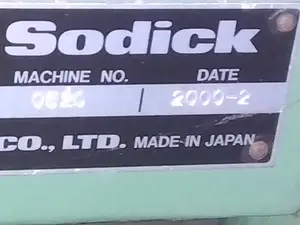 Sodick
MACHINE NO. DATE
/ 2000-2
CO., LTD. MADE IN JAPAN